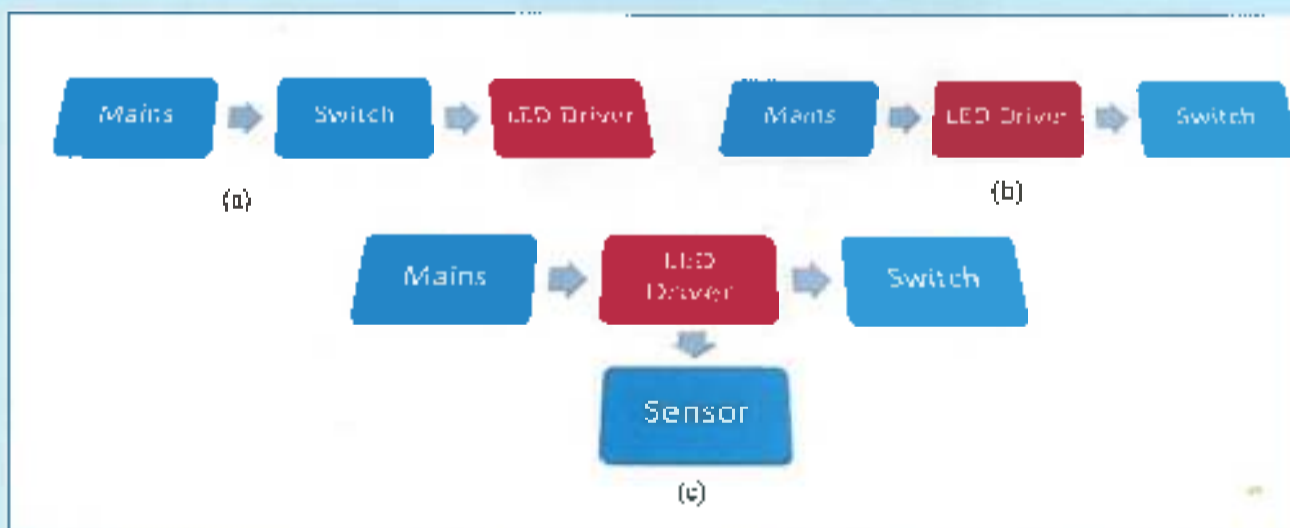 Mains
Switch
LED Driver
Mains
LED Driver
Switch
(a)
(b)
Mains
LED
Driver
Switch
Sensor
(c)